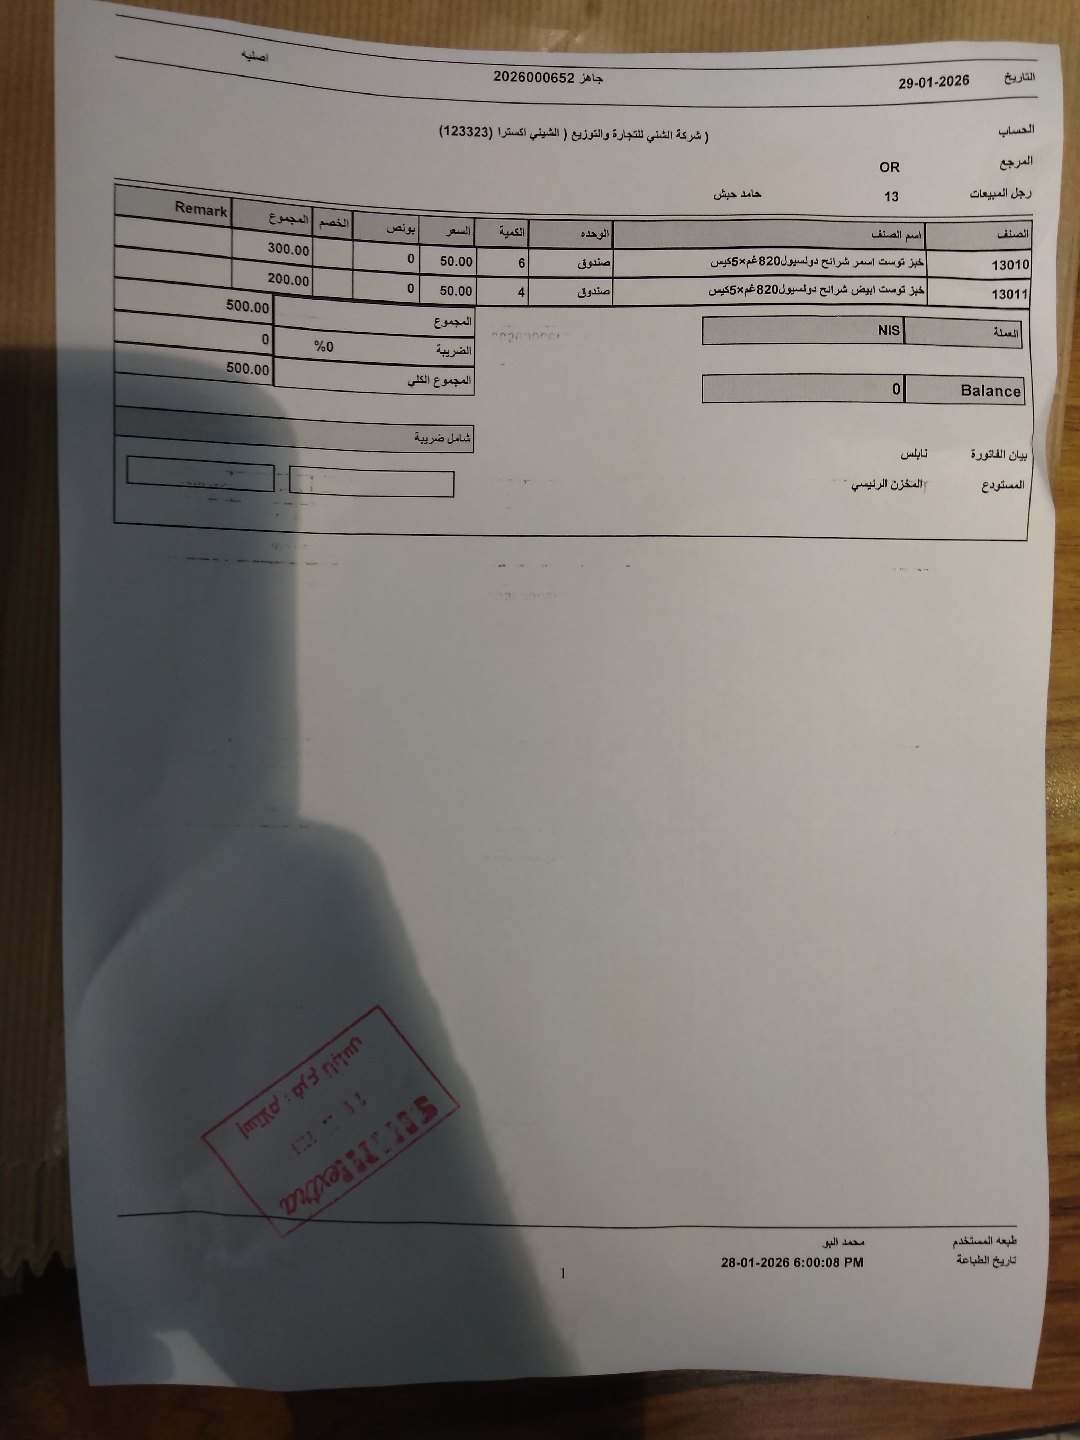 اصليه
جاهز 2026000652
التاريخ 29-01-2026
الحساب ( شركة الشني للتجارة والتوزيع ( الشيني اكسترا (123323)
المرجع OR
رجل المبيعات 13 حامد حبش
الصنف اسم الصنف الوحده الكمية السعر بونص الخصم المجموع Remark
13010 خبز توست اسمر شرائح دولسيول820غم×5كيس صندوق 6 50.00 0 300.00
13011 خبز توست ابيض شرائح دولسيول820غم×5كيس صندوق 4 50.00 0 200.00
المجموع 500.00
العملة NIS
الضريبة %0 0
المجموع الكلي 500.00
Balance 0
شامل ضريبة
بيان الفاتورة نابلس
المستودع المخزن الرئيسي
SHINIextra
إستلام : فرع نابلس
طبعه المستخدم محمد البو
تاريخ الطباعة 28-01-2026 6:00:08 PM
1